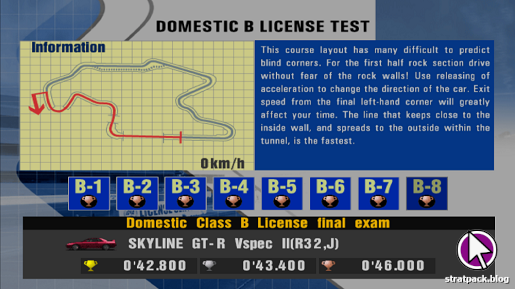 DOMESTIC B LICENSE TEST
Information
This course layout has many difficult to predict
blind corners. For the first half rock section drive
without fear of the rock walls! Use releasing of
acceleration to change the direction of the car. Exit
speed from the final left-hand corner will greatly
affect your time. The line that keeps close to the
inside wall, and spreads to the outside within the
tunnel, is the fastest.
0km/h
B-1 B-2 B-3 B-4 B-5 B-6 B-7 B-8
Domestic Class B License final exam
SKYLINE GT-R Vspec II(R32,J)
0'42.800 0'43.400 0'46.000
stratpack.blog